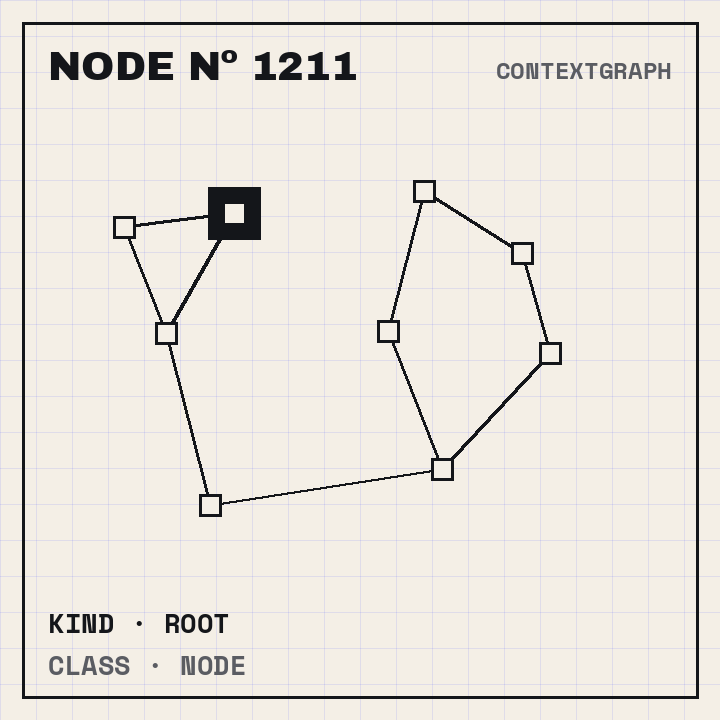 NODE Nº 1211
CONTEXTGRAPH
KIND · ROOT
CLASS · NODE